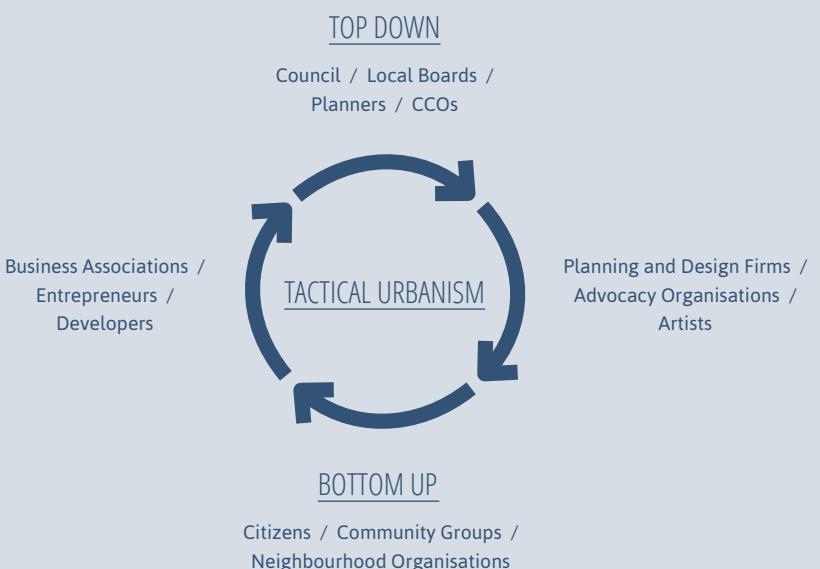 TOP DOWN
Council / Local Boards /
Planners / CCOs
Business Associations /
Entrepreneurs /
Developers
TACTICAL URBANISM
Planning and Design Firms /
Advocacy Organisations /
Artists
BOTTOM UP
Citizens / Community Groups /
Neighbourhood Organisations